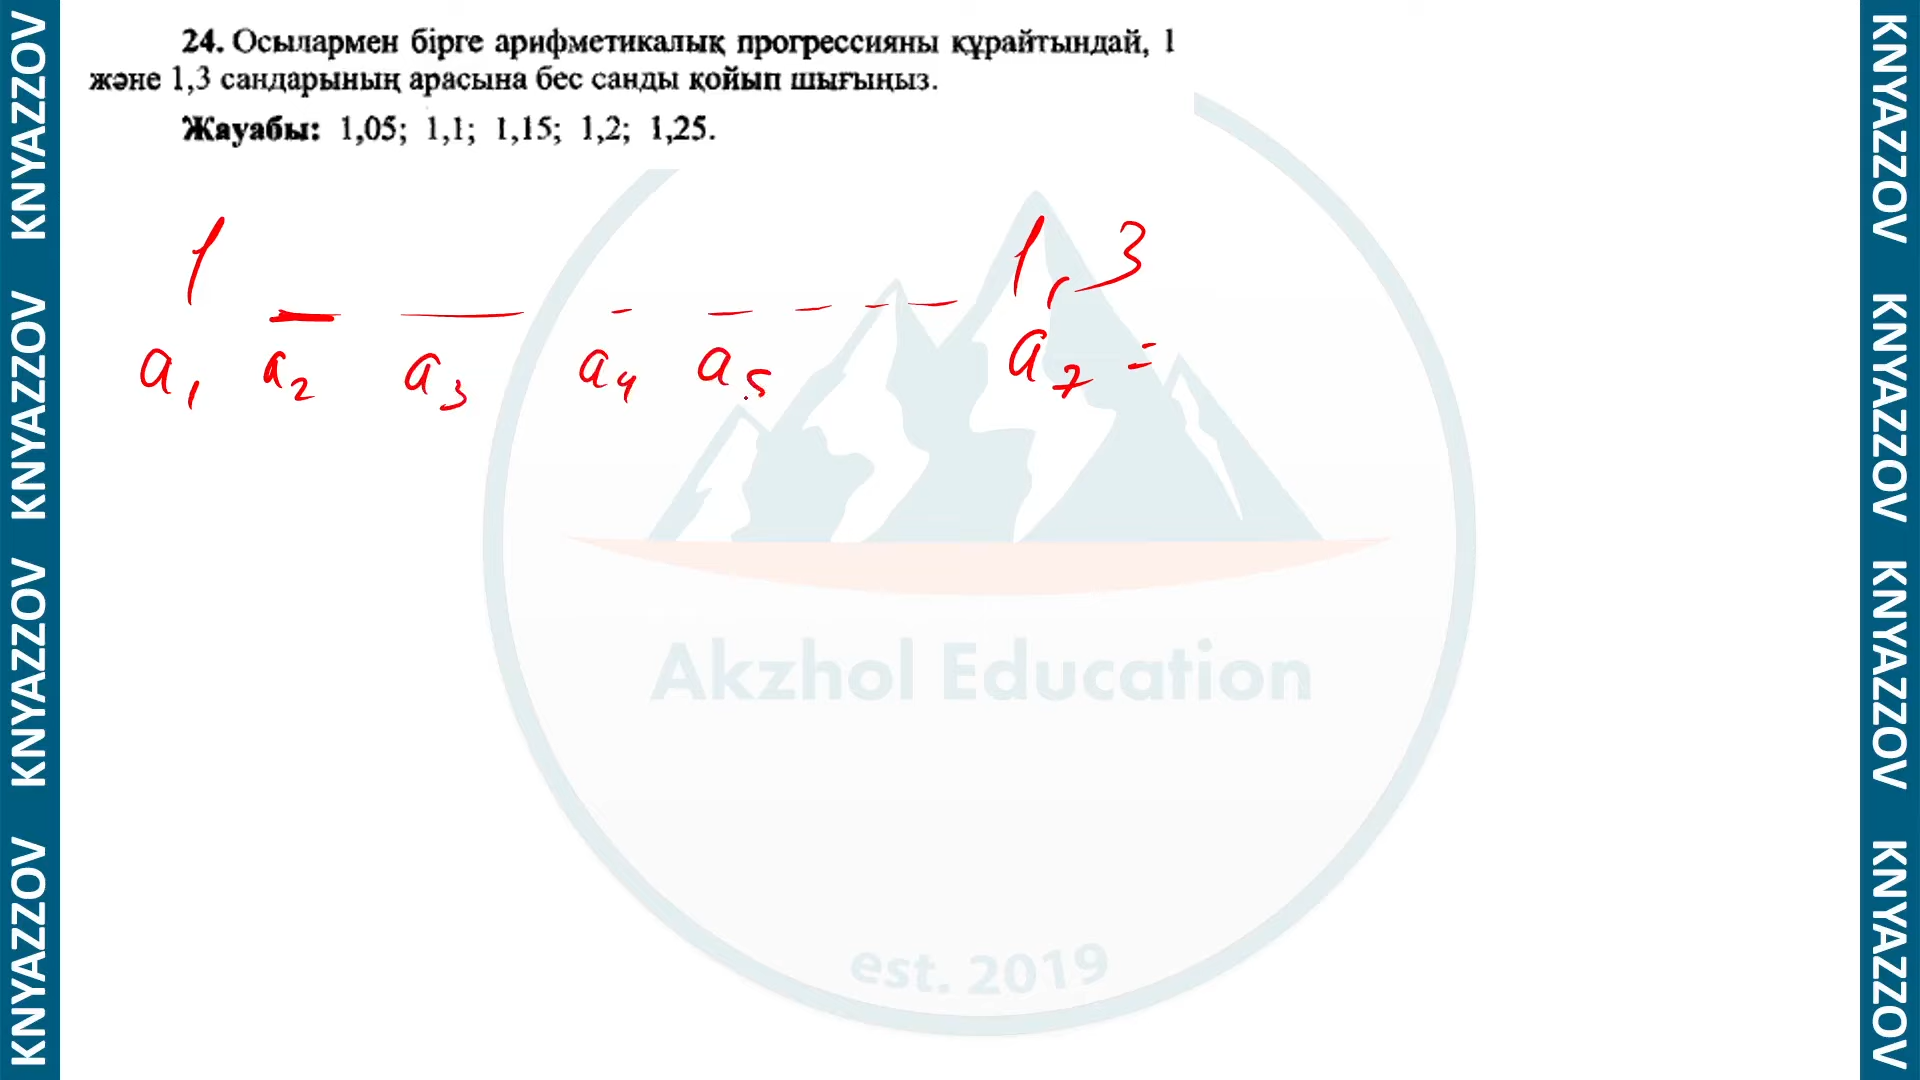 24. Осылармен бірге арифметикалық прогрессияны құрайтындай, 1
және 1,3 сандарының арасына бес санды қойып шығыңыз.
Жауабы: 1,05; 1,1; 1,15; 1,2; 1,25.
1 1,3
a1 a2 a3 a4 a5 a7 =
Akzhol Education
est. 2019
KNYAZZOV KNYAZZOV KNYAZZOV KNYAZZOV
KNYAZZOV KNYAZZOV KNYAZZOV KNYAZZOV